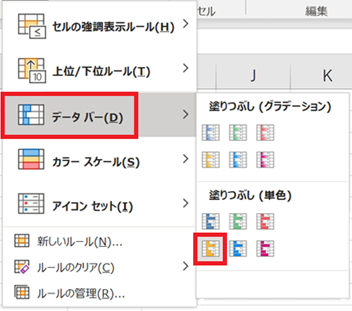 セルの強調表示ルール(H)
上位/下位ルール(T)
データ バー(D)
カラー スケール(S)
アイコン セット(I)
新しいルール(N)...
ルールのクリア(C)
ルールの管理(R)...
セル
編集
J K
塗りつぶし (グラデーション)
塗りつぶし (単色)